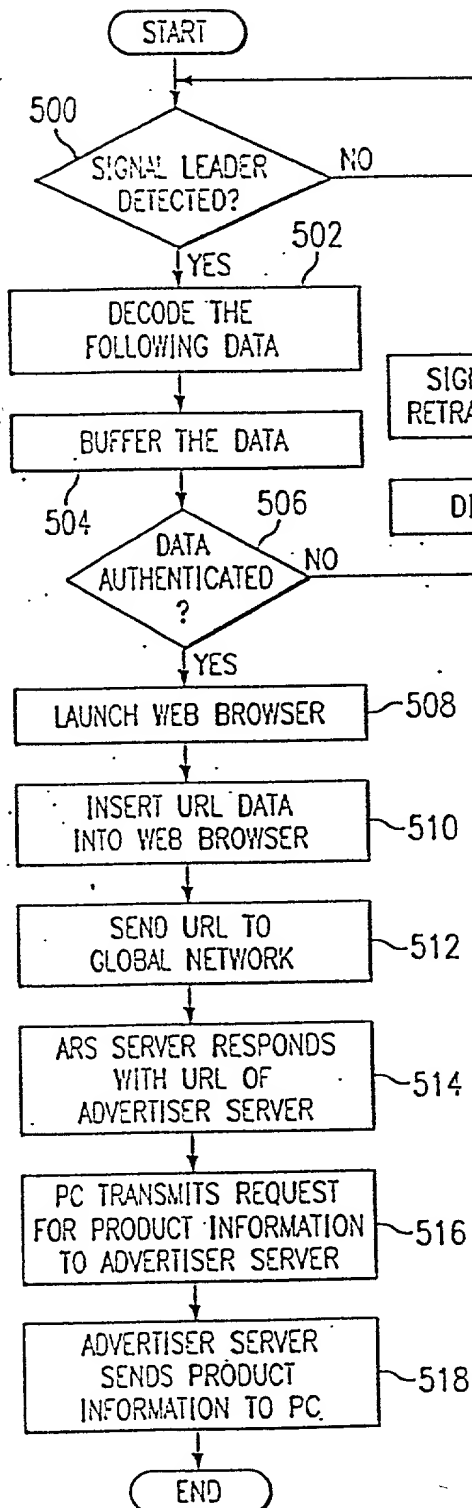 START
500
SIGNAL LEADER
DETECTED?
NO
YES
502
DECODE THE
FOLLOWING DATA
BUFFER THE DATA
504
506
DATA
AUTHENTICATED
?
NO
YES
LAUNCH WEB BROWSER
508
INSERT URL DATA
INTO WEB BROWSER
510
SEND URL TO
GLOBAL NETWORK
512
ARS SERVER RESPONDS
WITH URL OF
ADVERTISER SERVER
514
PC TRANSMITS REQUEST
FOR PRODUCT INFORMATION
TO ADVERTISER SERVER
516
ADVERTISER SERVER
SENDS PRODUCT
INFORMATION TO PC
518
END